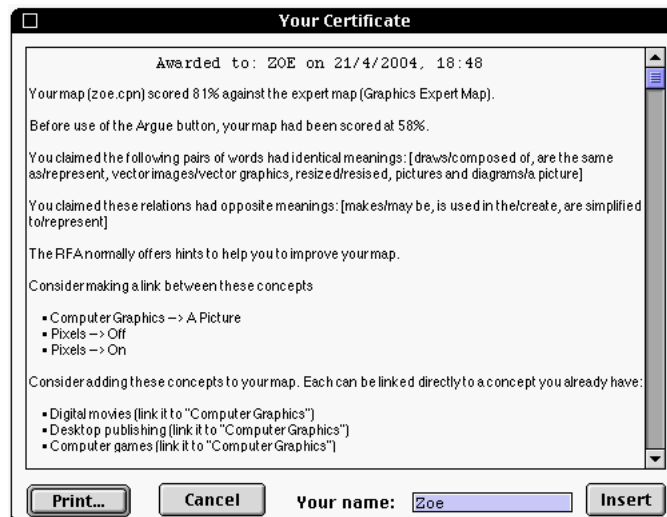 Your Certificate
Awarded to: ZOE on 21/4/2004, 18:48
Your map (zoe.cpn) scored 81% against the expert map (Graphics Expert Map).
Before use of the Argue button, your map had been scored at 58%.
You claimed the following pairs of words had identical meanings: [draws/composed of, are the same
as/represent, vector images/vector graphics, resized/resised, pictures and diagrams/a picture]
You claimed these relations had opposite meanings: [makes/may be, is used in the/create, are simplified
to/represent]
The RFA normally offers hints to help you to improve your map.
Consider making a link between these concepts
▪ Computer Graphics —> A Picture
▪ Pixels —> Off
▪ Pixels —> On
Consider adding these concepts to your map. Each can be linked directly to a concept you already have:
▪ Digital movies (link it to "Computer Graphics")
▪ Desktop publishing (link it to "Computer Graphics")
▪ Computer games (link it to "Computer Graphics")
Print... Cancel Your name: Zoe Insert